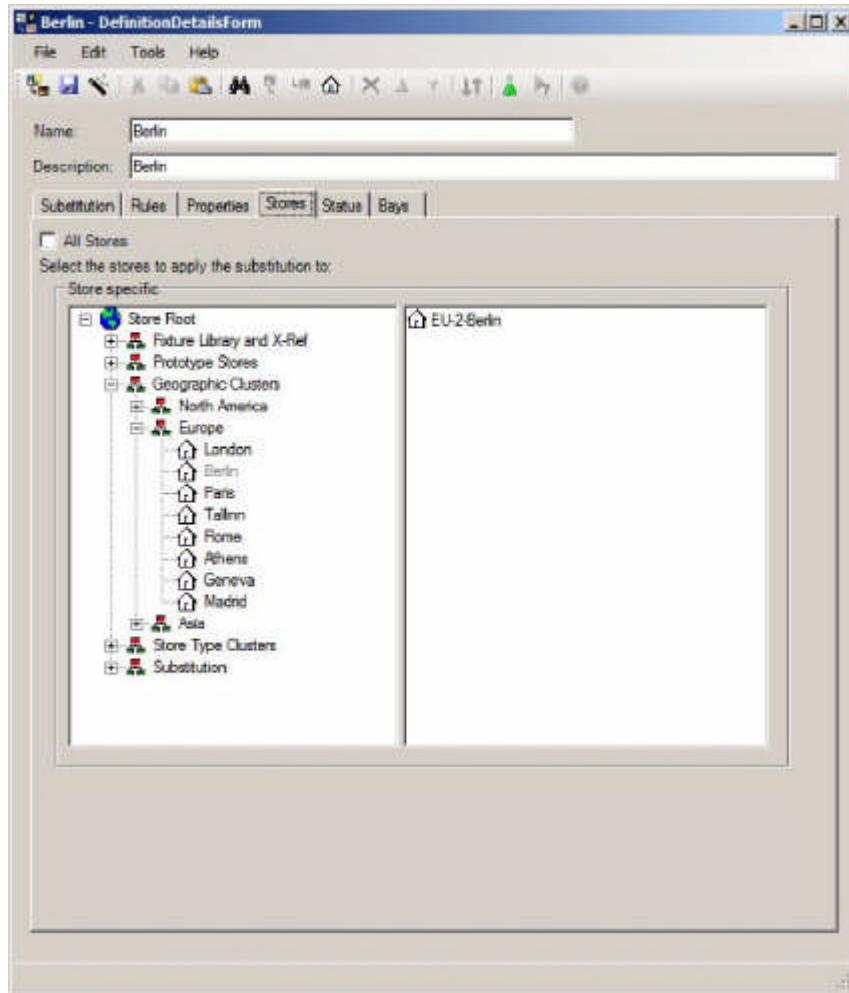 Berlin - DefinitionDetailsForm
File Edit Tools Help
Name: Berlin
Description: Berlin
Substitution Rules Properties Stores Status Bays
All Stores
Select the stores to apply the substitution to:
Store specific
Store Root
Fixture Library and X-Ref
Prototype Stores
Geographic Clusters
North America
Europe
London
Berlin
Paris
Tallinn
Rome
Athens
Geneva
Madrid
Asia
Store Type Clusters
Substitution
EU-2-Berlin